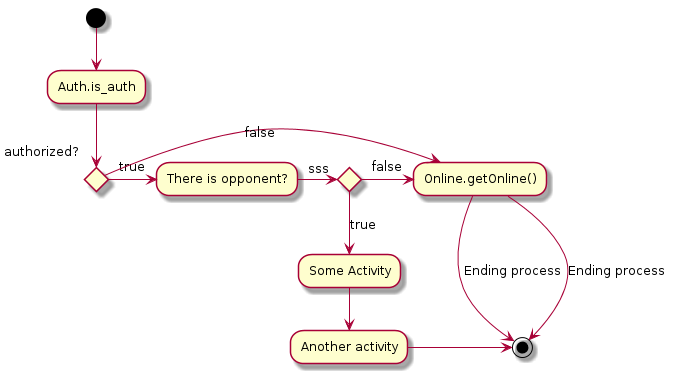 Auth.is_auth
authorized?
false
true
There is opponent?
sss
false
Online.getOnline()
true
Some Activity
Ending process
Ending process
Another activity